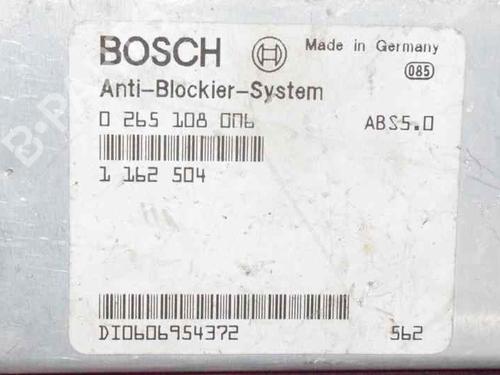 BOSCH Made in Germany
085
Anti-Blockier-System
0 265 108 006 ABS5.0
1 162 504
DI0606954372 562